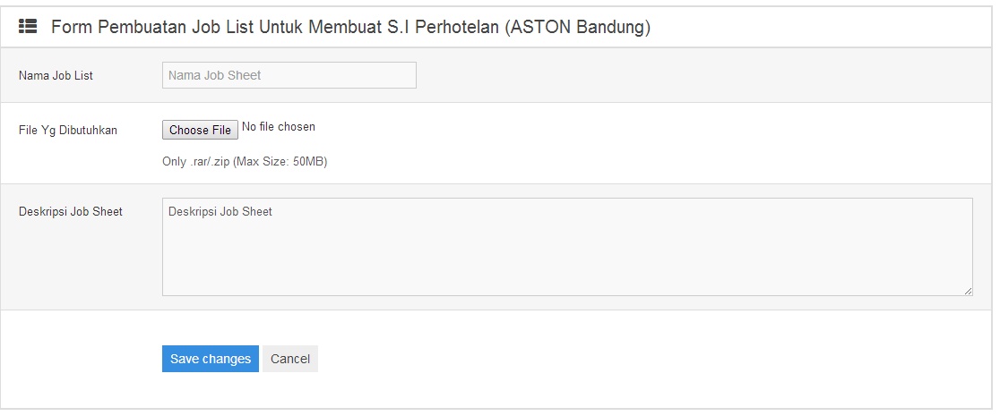 Form Pembuatan Job List Untuk Membuat S.I Perhotelan (ASTON Bandung)
Nama Job List
Nama Job Sheet
File Yg Dibutuhkan
Choose File No file chosen
Only .rar/.zip (Max Size: 50MB)
Deskripsi Job Sheet
Deskripsi Job Sheet
Save changes Cancel